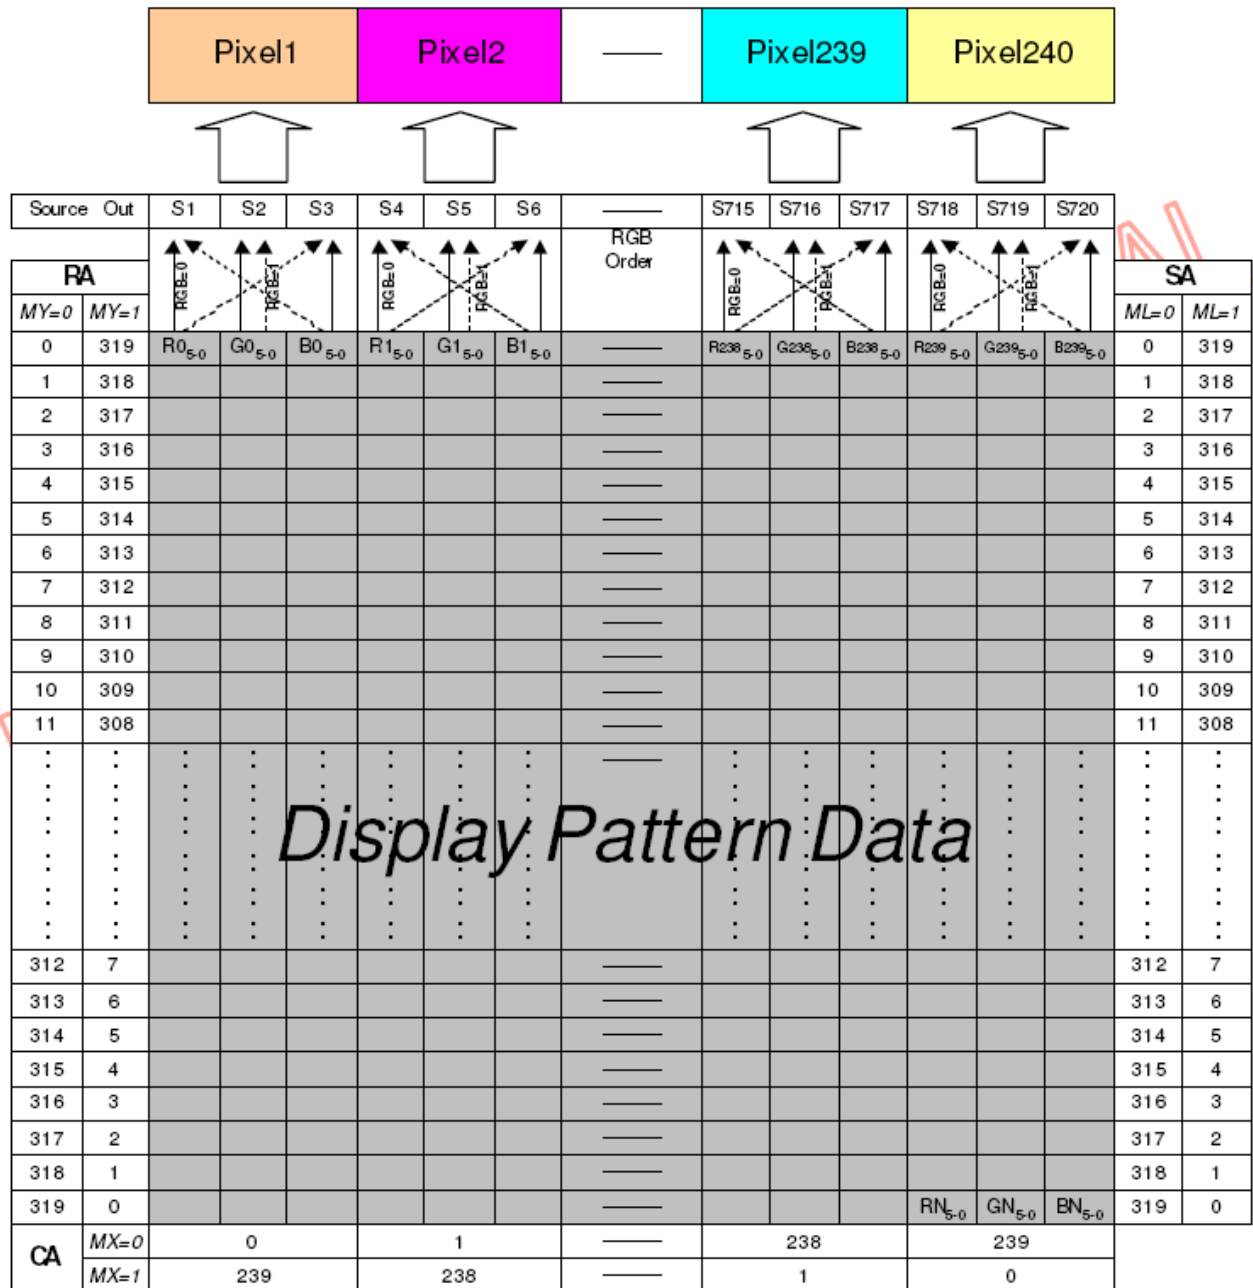 Pixel1 Pixel2 Pixel239 Pixel240
Source Out S1 S2 S3 S4 S5 S6 S715 S716 S717 S718 S719 S720
RGB Order
RGB=0 RGB=1 RGB=0 RGB=1 RGB=0 RGB=1 RGB=0 RGB=1
RA SA
MY=0 MY=1 ML=0 ML=1
0 319 R05-0 G05-0 B05-0 R15-0 G15-0 B15-0 R2385-0 G2385-0 B2385-0 R2395-0 G2395-0 B2395-0 0 319
1 318 1 318
2 317 2 317
3 316 3 316
4 315 4 315
5 314 5 314
6 313 6 313
7 312 7 312
8 311 8 311
9 310 9 310
10 309 10 309
11 308 11 308
Display Pattern Data
312 7 312 7
313 6 313 6
314 5 314 5
315 4 315 4
316 3 316 3
317 2 317 2
318 1 318 1
319 0 RN5-0 GN5-0 BN5-0 319 0
CA MX=0 0 1 238 239
MX=1 239 238 1 0